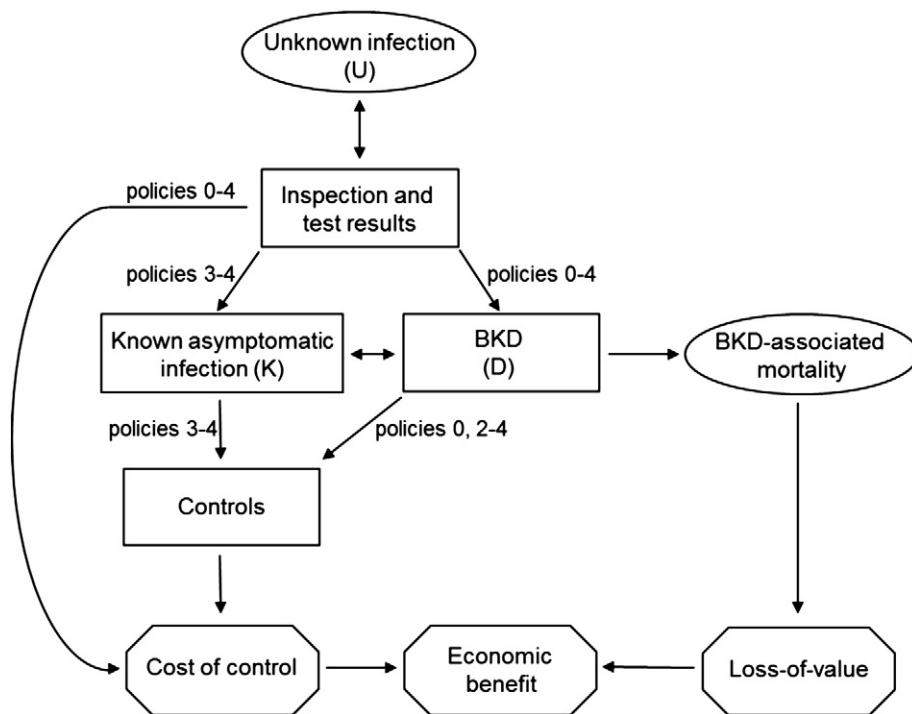 Unknown infection
(U)
policies 0-4
Inspection and
test results
policies 3-4
policies 0-4
Known asymptomatic
infection (K)
BKD
(D)
BKD-associated
mortality
policies 3-4
policies 0, 2-4
Controls
Cost of control
Economic
benefit
Loss-of-value